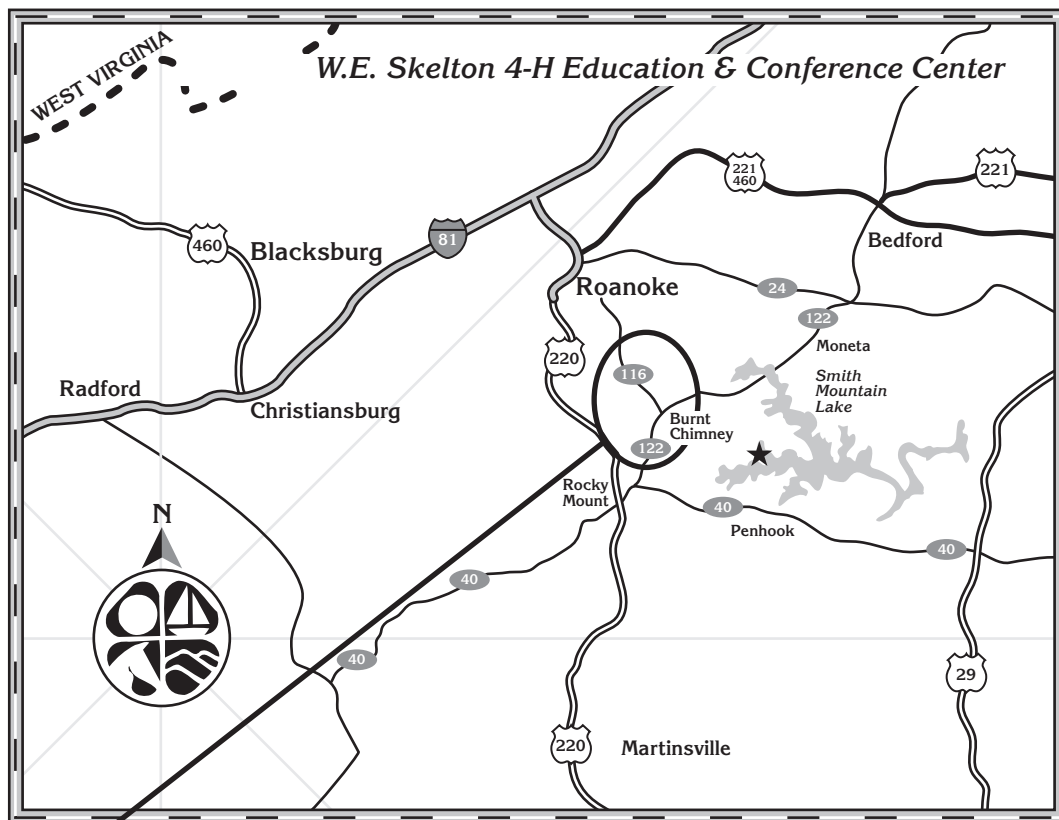 W.E. Skelton 4-H Education & Conference Center
WEST VIRGINIA
221
460
221
460
Blacksburg
81
Bedford
Roanoke
24
122
Moneta
220
116
Smith
Mountain
Lake
Radford
Christiansburg
Burnt
Chimney
122
Rocky
Mount
40
Penhook
40
N
40
40
29
220
Martinsville